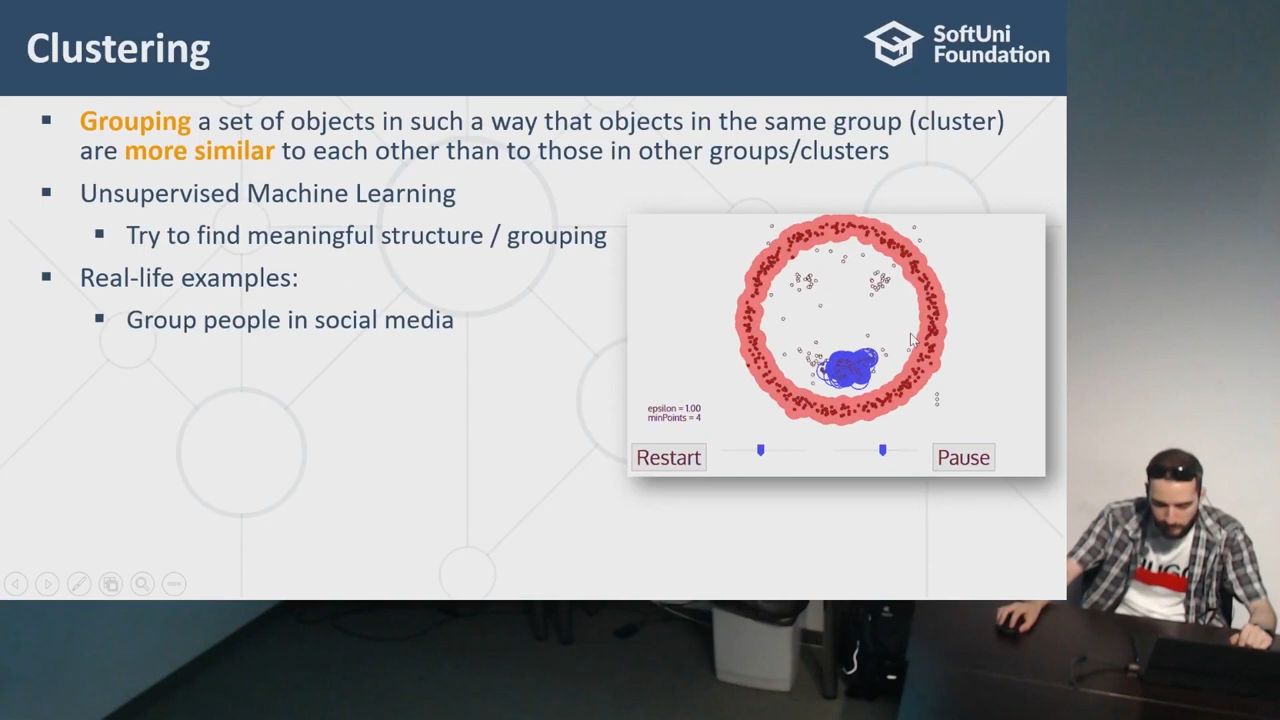 Clustering
SoftUni
Foundation
Grouping a set of objects in such a way that objects in the same group (cluster)
are more similar to each other than to those in other groups/clusters
Unsupervised Machine Learning
Try to find meaningful structure / grouping
Real-life examples:
Group people in social media
epsilon = 1.00
minPoints = 4
Restart
Pause